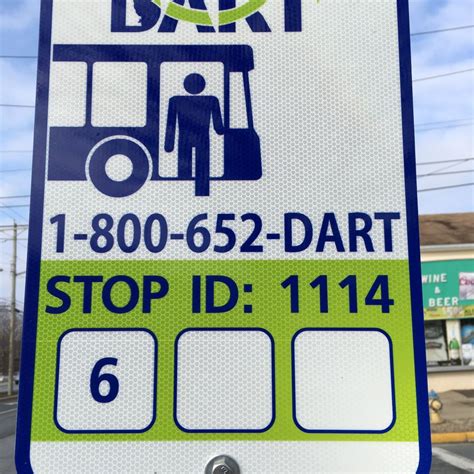 DART
1-800-652-DART
STOP ID: 1114
6
WINE
&
BEER